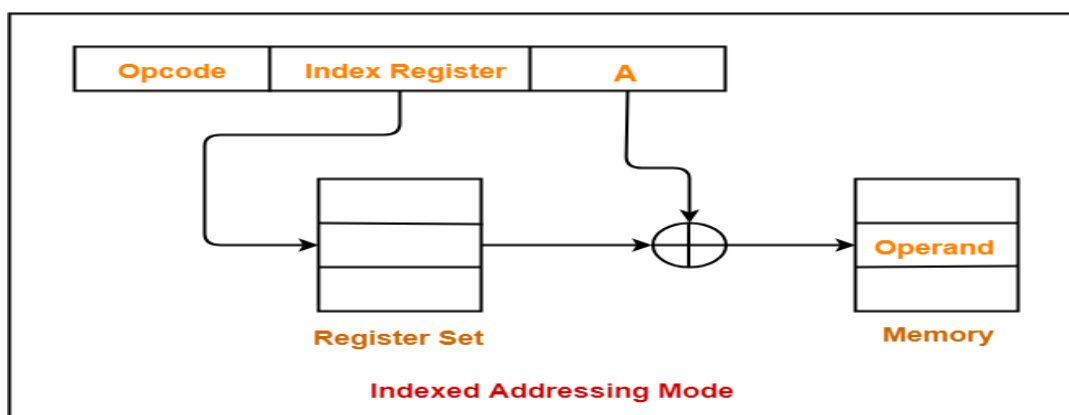 Opcode
Index Register
A
Operand
Register Set
Memory
Indexed Addressing Mode